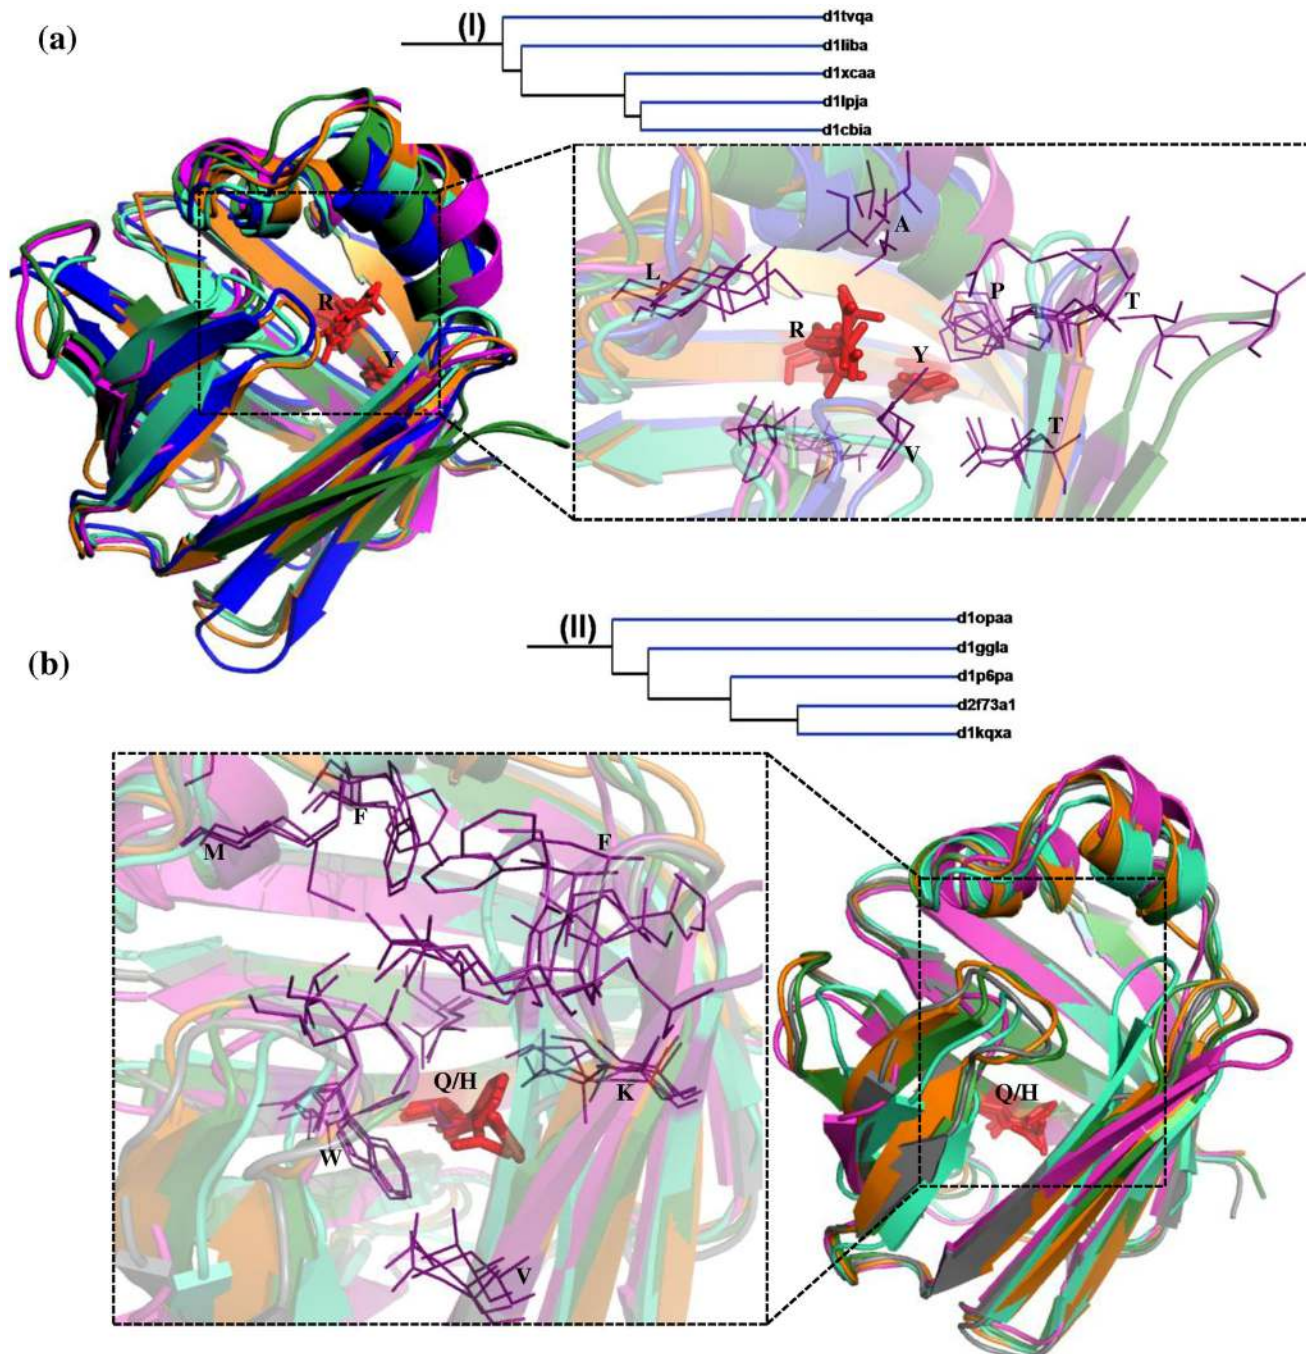 (a)
(I)
d1tvqa
d1liba
d1xcaa
d1lpja
d1cbia
R
Y
A
L
P
T
R
Y
V
T
(b)
(II)
d1opaa
d1ggla
d1p6pa
d2f73a1
d1kqxa
F
F
M
Q/H
K
W
V
Q/H